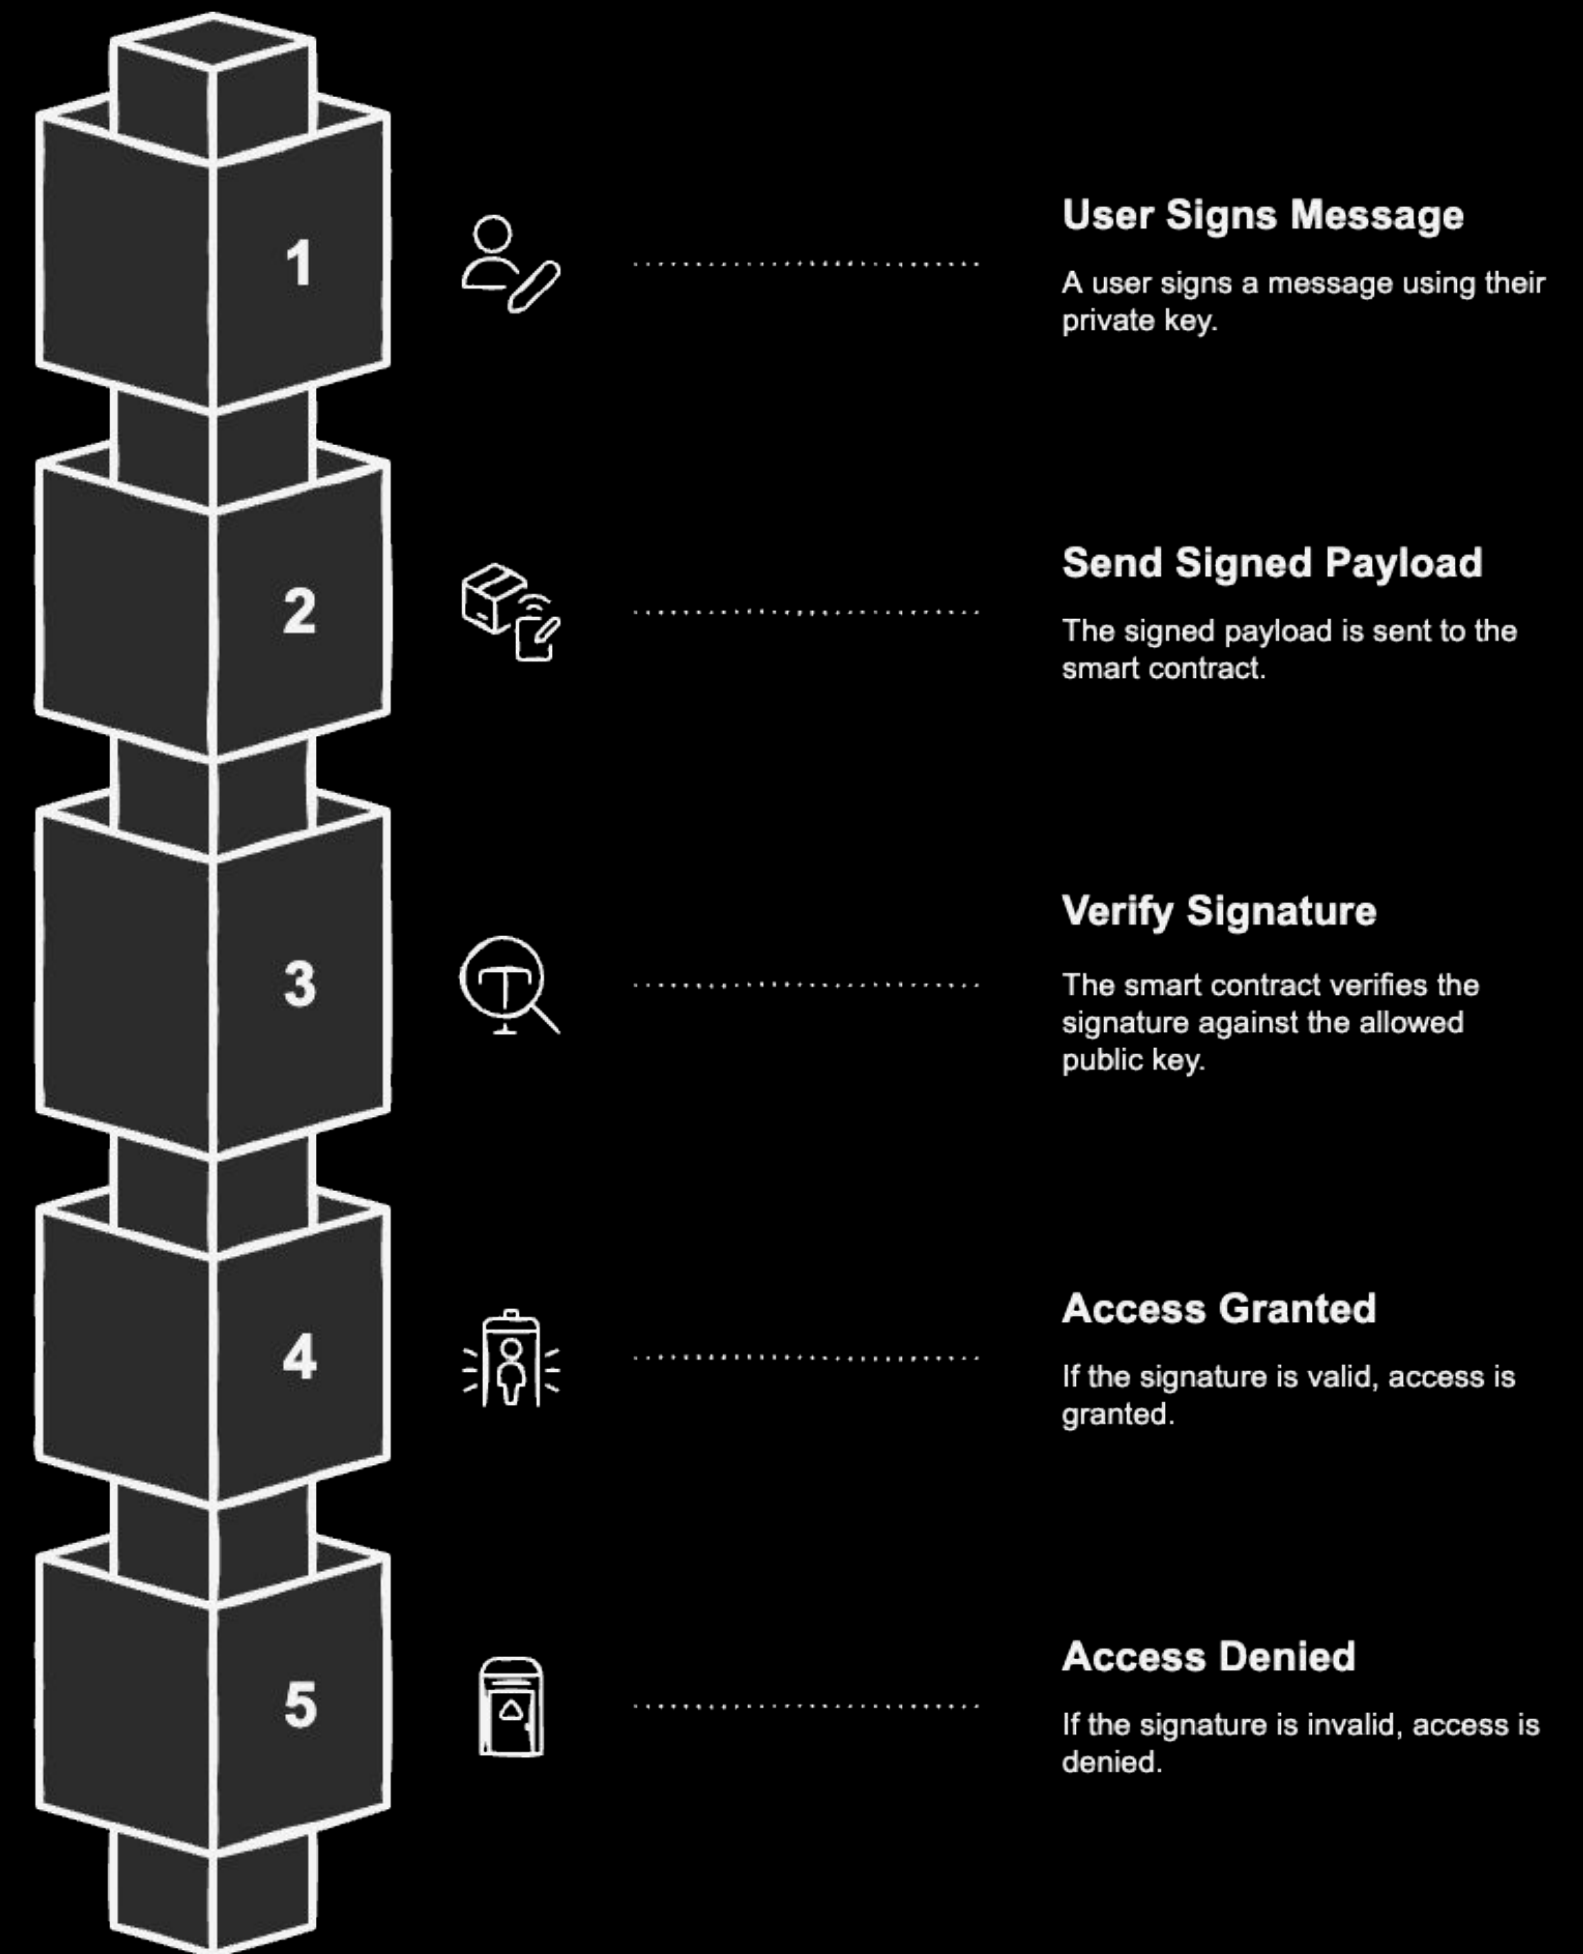 1
User Signs Message
A user signs a message using their
private key.
2
Send Signed Payload
The signed payload is sent to the
smart contract.
3
Verify Signature
The smart contract verifies the
signature against the allowed
public key.
4
Access Granted
If the signature is valid, access is
granted.
5
Access Denied
If the signature is invalid, access is
denied.